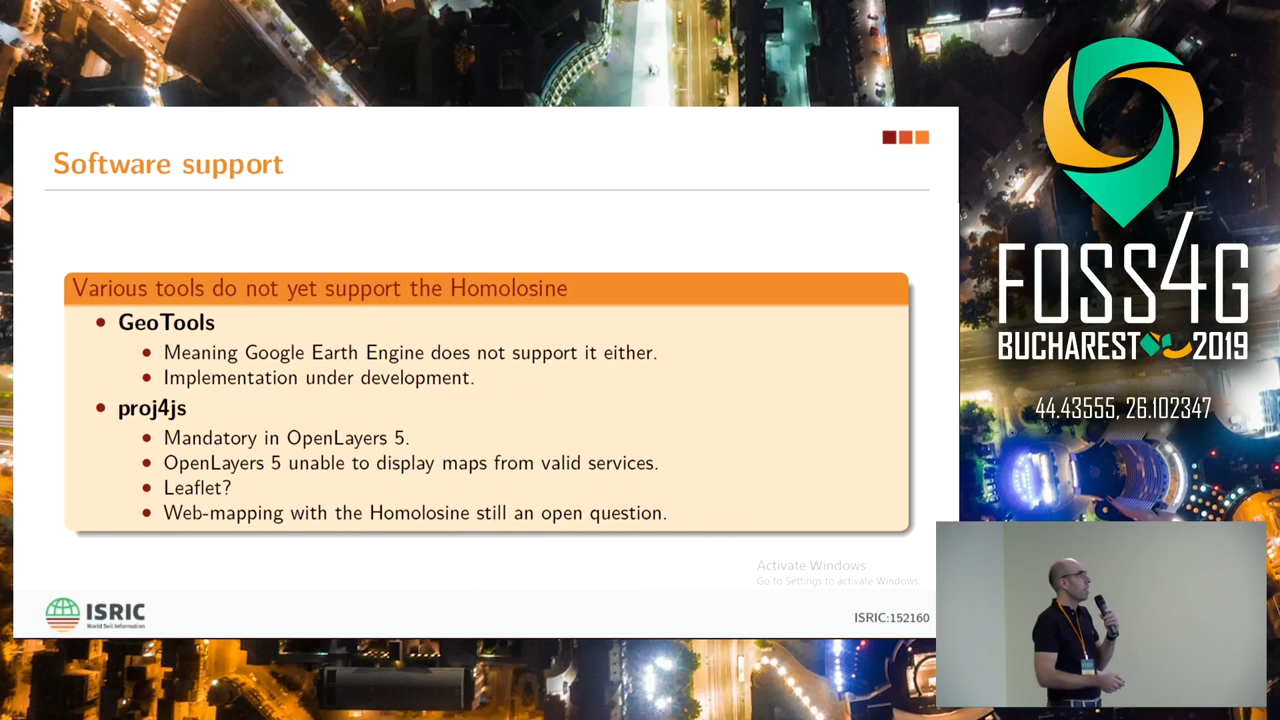 Software support
Various tools do not yet support the Homolosine
GeoTools
Meaning Google Earth Engine does not support it either.
Implementation under development.
proj4js
Mandatory in OpenLayers 5.
OpenLayers 5 unable to display maps from valid services.
Leaflet?
Web-mapping with the Homolosine still an open question.
Activate Windows
Go to Settings to activate Windows.
ISRIC
World Soil Information
ISRIC:152160
FOSS4G
BUCHAREST 2019
44.43555, 26.102347